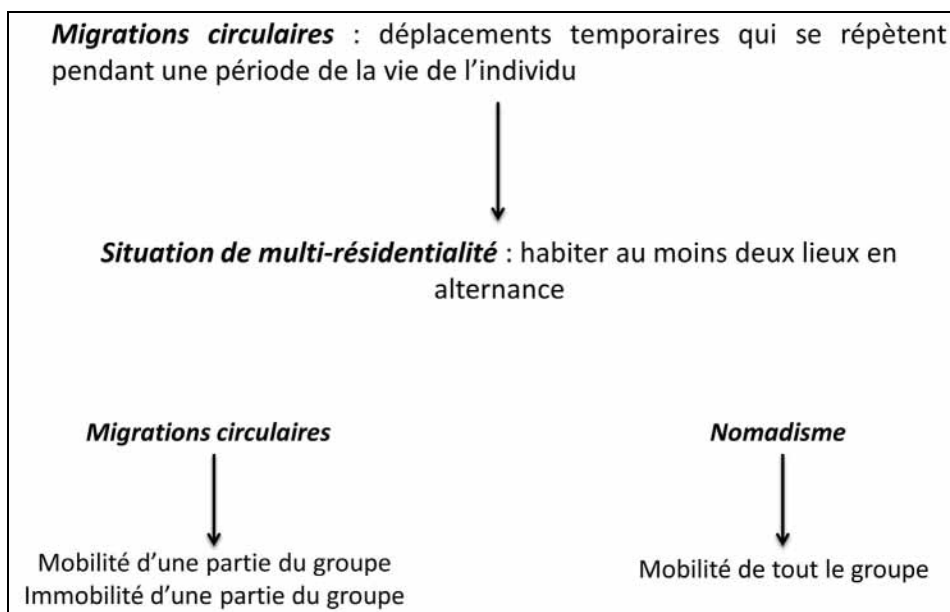 Migrations circulaires : déplacements temporaires qui se répètent
pendant une période de la vie de l’individu
Situation de multi-résidentialité : habiter au moins deux lieux en
alternance
Migrations circulaires
Nomadisme
Mobilité d’une partie du groupe
Immobilité d’une partie du groupe
Mobilité de tout le groupe